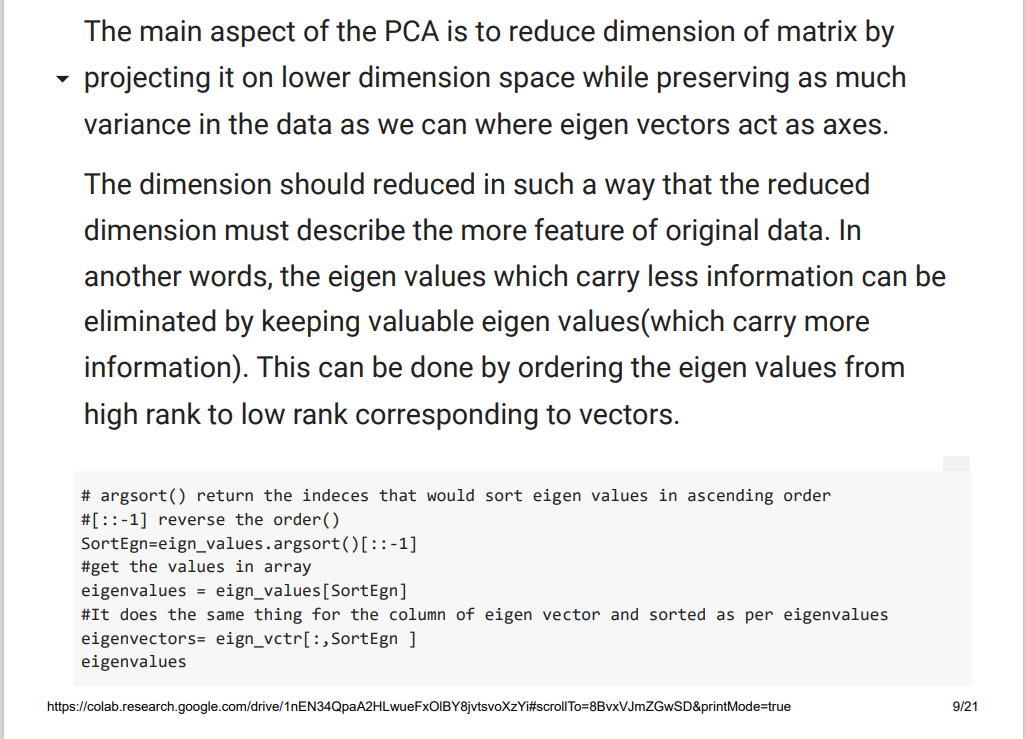 The main aspect of the PCA is to reduce dimension of matrix by
projecting it on lower dimension space while preserving as much
variance in the data as we can where eigen vectors act as axes.
The dimension should reduced in such a way that the reduced
dimension must describe the more feature of original data. In
another words, the eigen values which carry less information can be
eliminated by keeping valuable eigen values(which carry more
information). This can be done by ordering the eigen values from
high rank to low rank corresponding to vectors.
# argsort() return the indeces that would sort eigen values in ascending order
#[::-1] reverse the order()
SortEgn=eign_values.argsort()[::-1]
#get the values in array
eigenvalues = eign_values[SortEgn]
#It does the same thing for the column of eigen vector and sorted as per eigenvalues
eigenvectors= eign_vctr[:,SortEgn ]
eigenvalues
https://colab.research.google.com/drive/1nEN34QpaA2HLwueFxOlBY8jvtsvoXzYi#scrollTo=8BvxVJmZGwSD&printMode=true 9/21